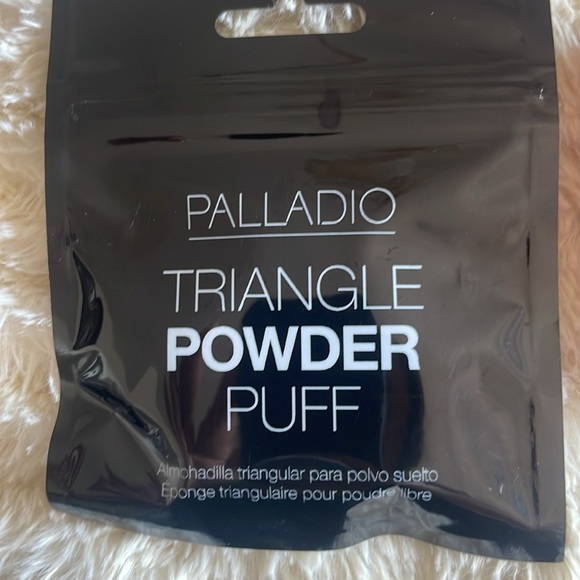 PALLADIO
TRIANGLE
POWDER
PUFF
Almohadilla triangular para polvo suelto
Éponge triangulaire pour poudre libre